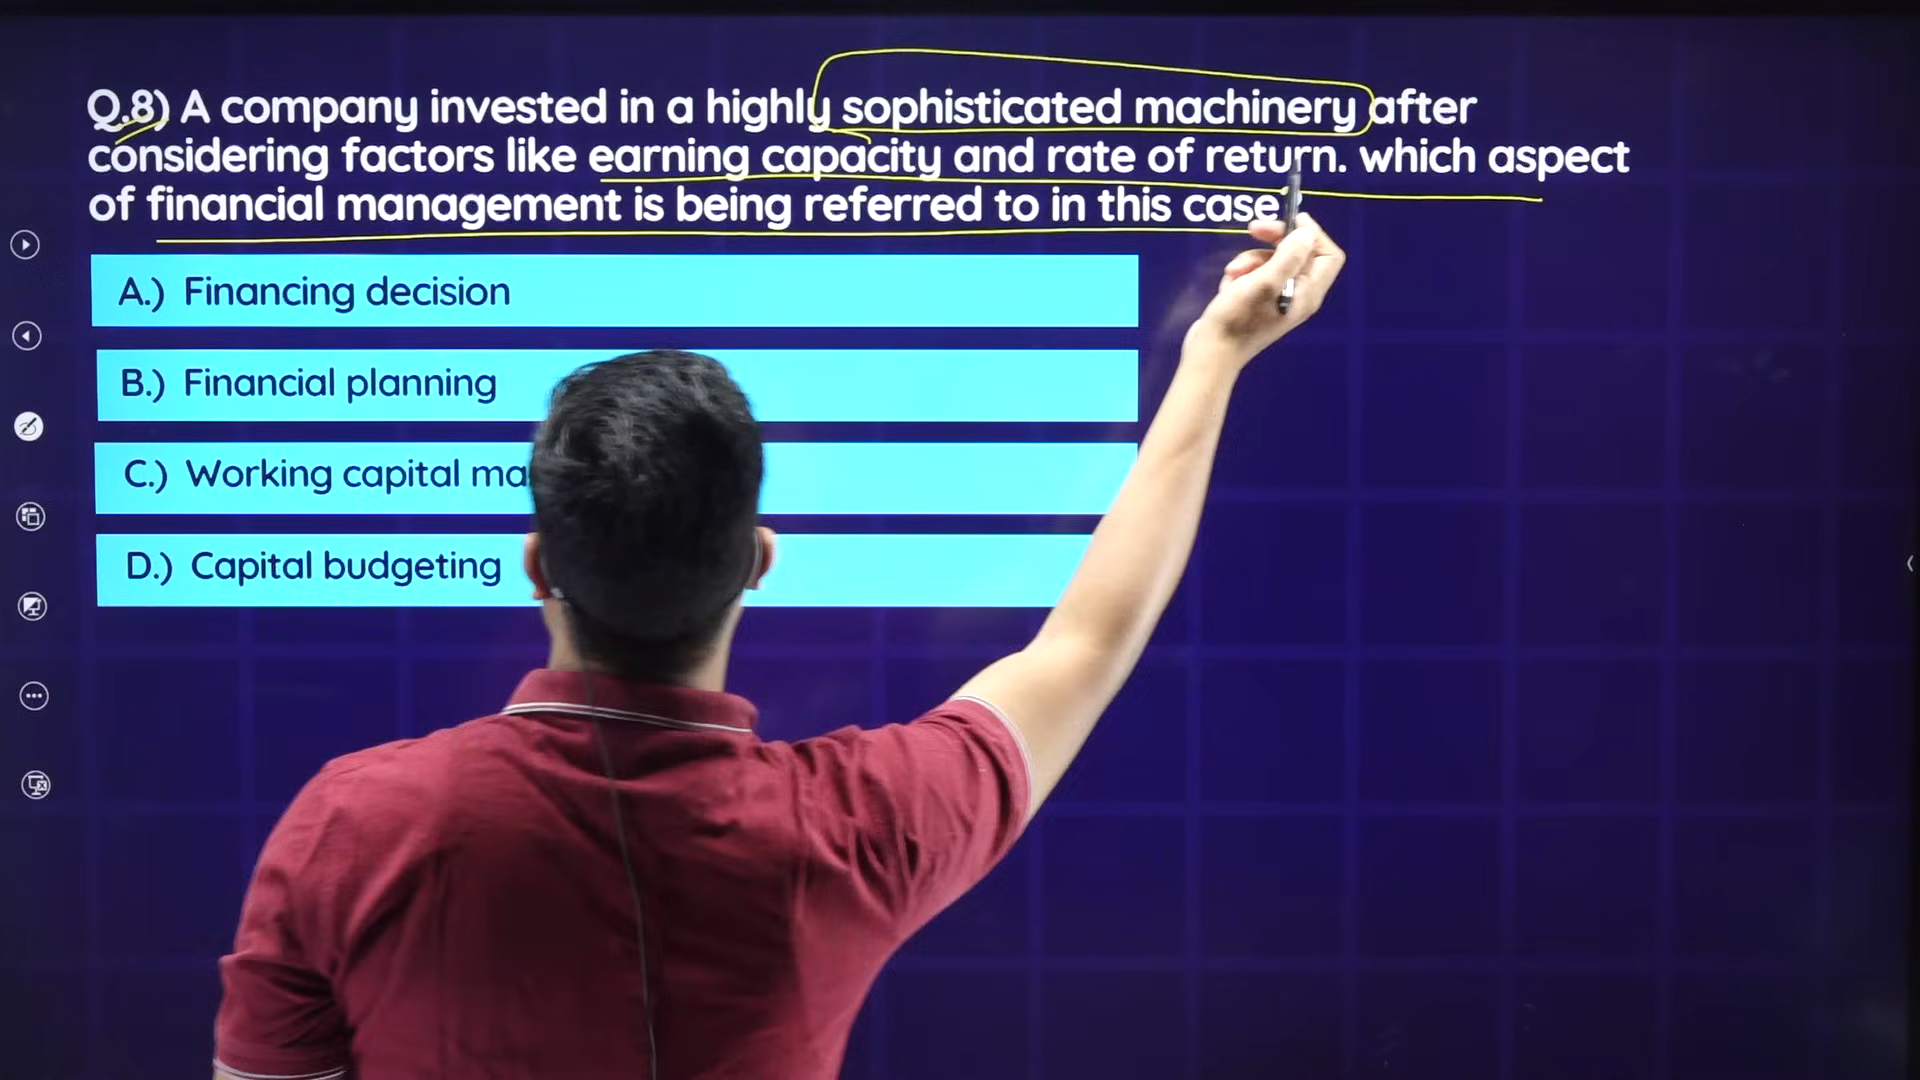 Q.8) A company invested in a highly sophisticated machinery after
considering factors like earning capacity and rate of return. which aspect
of financial management is being referred to in this case
A.) Financing decision
B.) Financial planning
C.) Working capital
D.) Capital budgeting